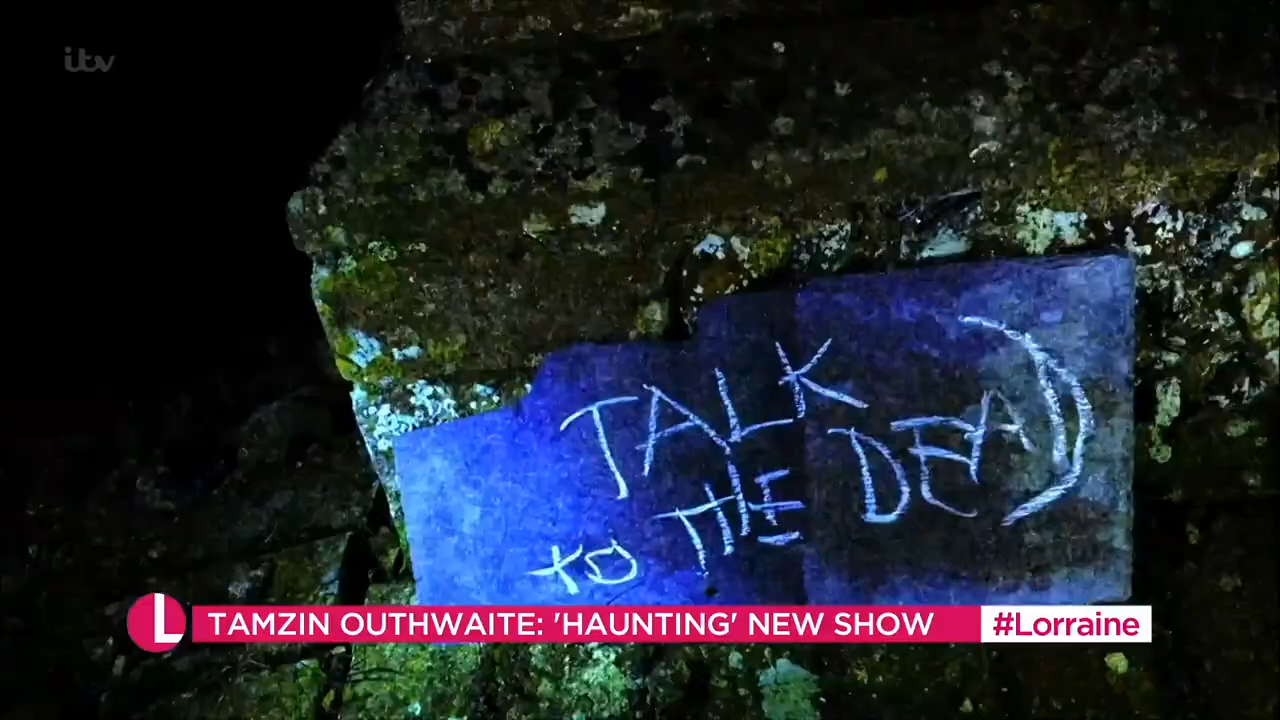 itv
TALK
TO THE DEAD
L TAMZIN OUTHWAITE: 'HAUNTING' NEW SHOW #Lorraine